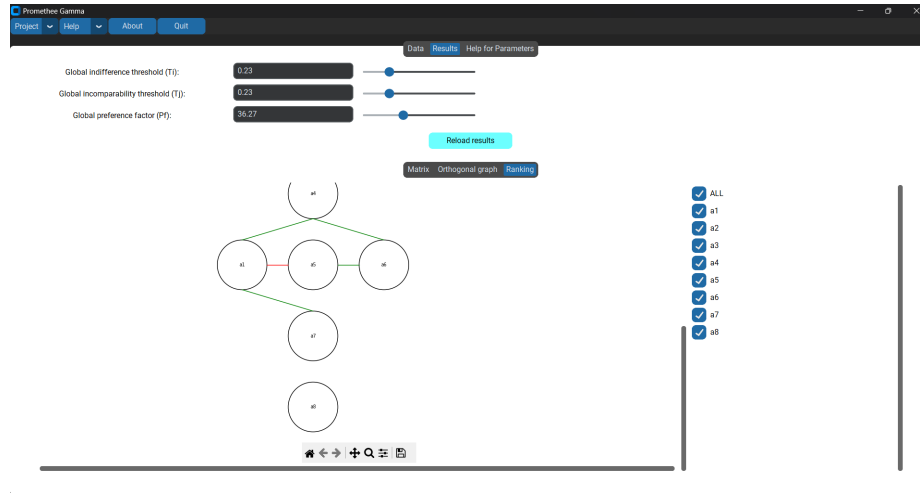 Promethee Gamma
Project Help About Quit
Data Results Help for Parameters
Global indifference threshold (Ti): 0.23
Global incomparability threshold (Tj): 0.23
Global preference factor (Pf): 36.27
Reload results
Matrix Orthogonal graph Ranking
a4
a1 a5 a6
a7
a8
ALL
a1
a2
a3
a4
a5
a6
a7
a8